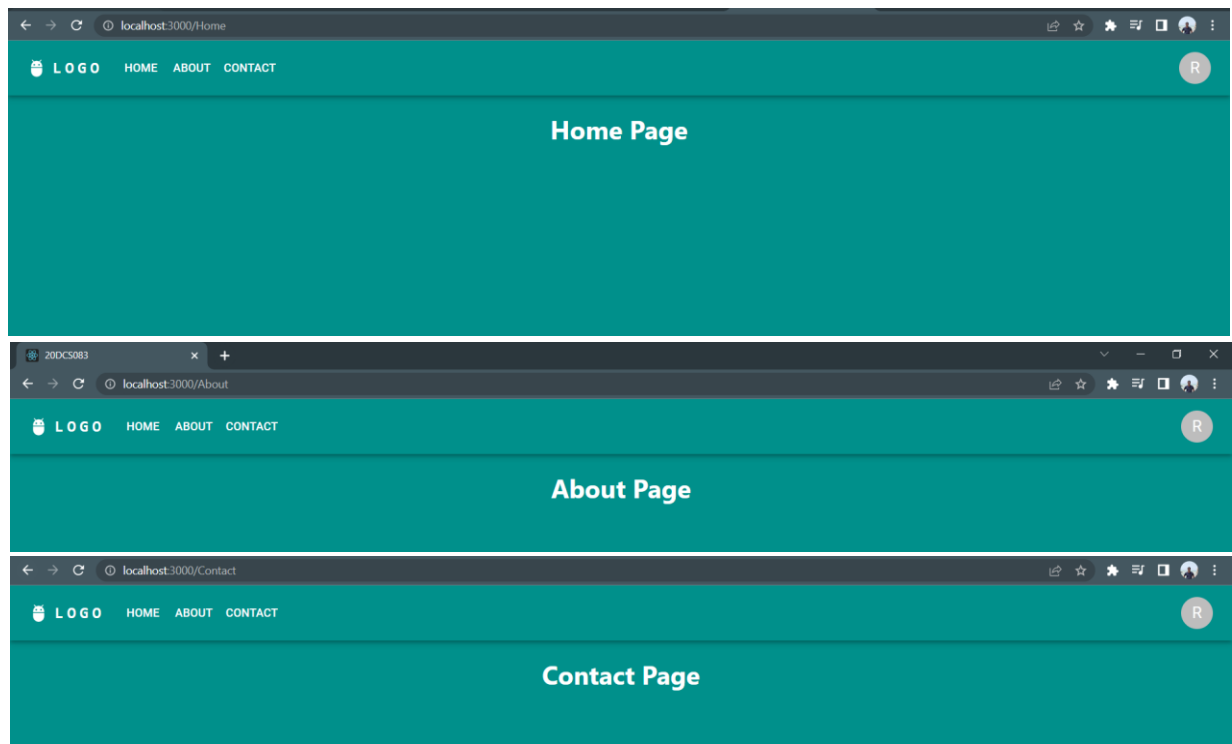 localhost:3000/Home
LOGO HOME ABOUT CONTACT R
Home Page
20DCS083
localhost:3000/About
LOGO HOME ABOUT CONTACT R
About Page
localhost:3000/Contact
LOGO HOME ABOUT CONTACT R
Contact Page